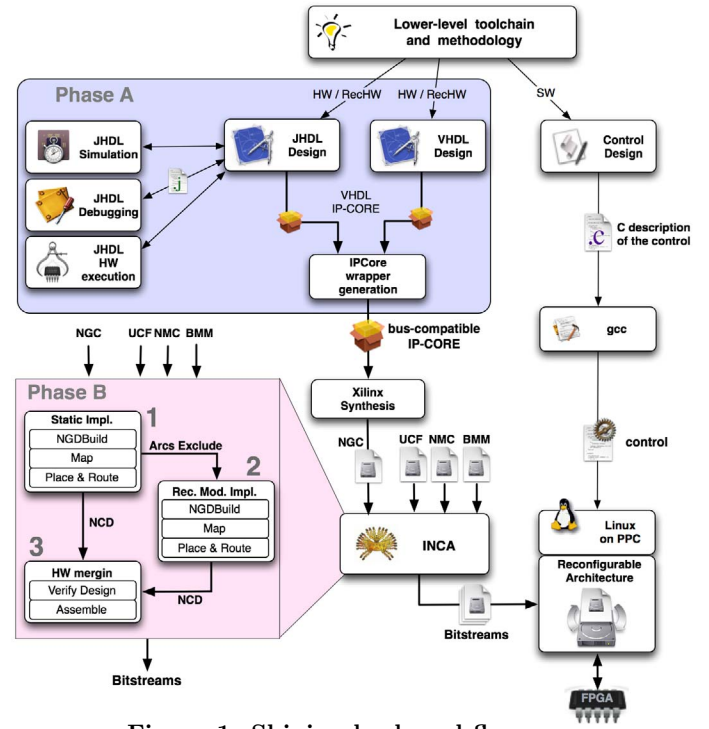 Lower-level toolchain
and methodology
Phase A
HW / RecHW
HW / RecHW
SW
JHDL
Simulation
JHDL
Design
VHDL
Design
Control
Design
.j
JHDL
Debugging
VHDL
IP-CORE
JHDL
HW
execution
.c
C description
of the control
IPCore
wrapper
generation
NGC
UCF
NMC
BMM
bus-compatible
IP-CORE
gcc
Phase B
Xilinx
Synthesis
Static Impl.
1
NGDBuild
Map
Place & Route
Arcs Exclude
2
Rec. Mod. Impl.
NGDBuild
Map
Place & Route
NCD
3
HW mergin
Verify Design
Assemble
NCD
Bitstreams
NGC
UCF
NMC
BMM
control
INCA
Linux
on PPC
Reconfigurable
Architecture
Bitstreams
FPGA